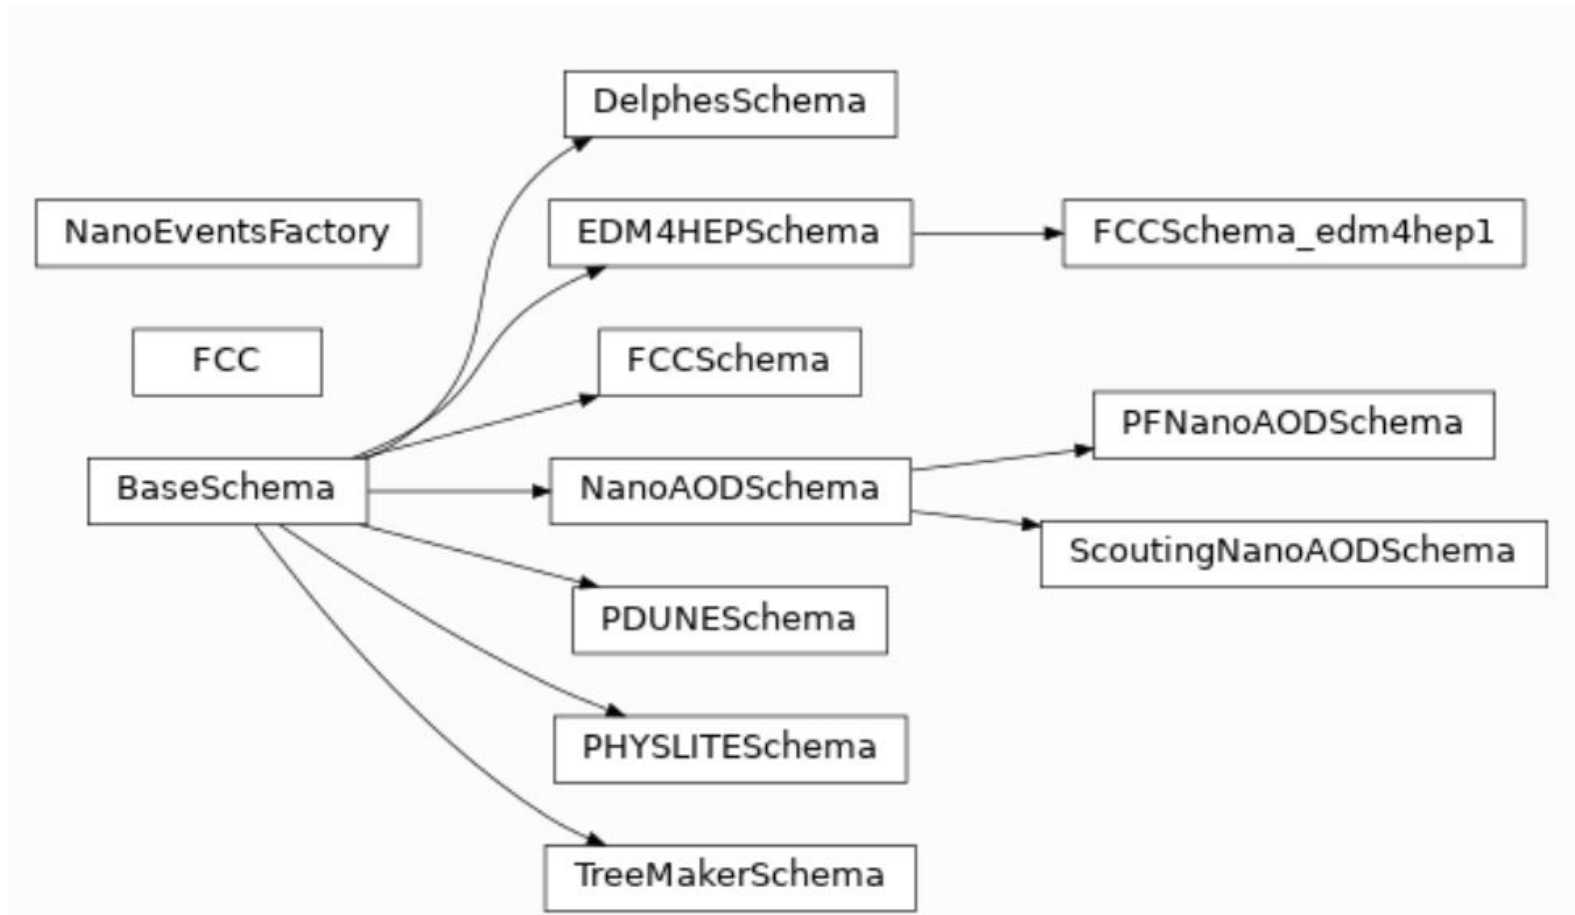 DelphesSchema
NanoEventsFactory
EDM4HEPSchema
FCCSchema_edm4hep1
FCC
FCCSchema
PFNanoAODSchema
BaseSchema
NanoAODSchema
ScoutingNanoAODSchema
PDUNESchema
PHYSLITESchema
TreeMakerSchema